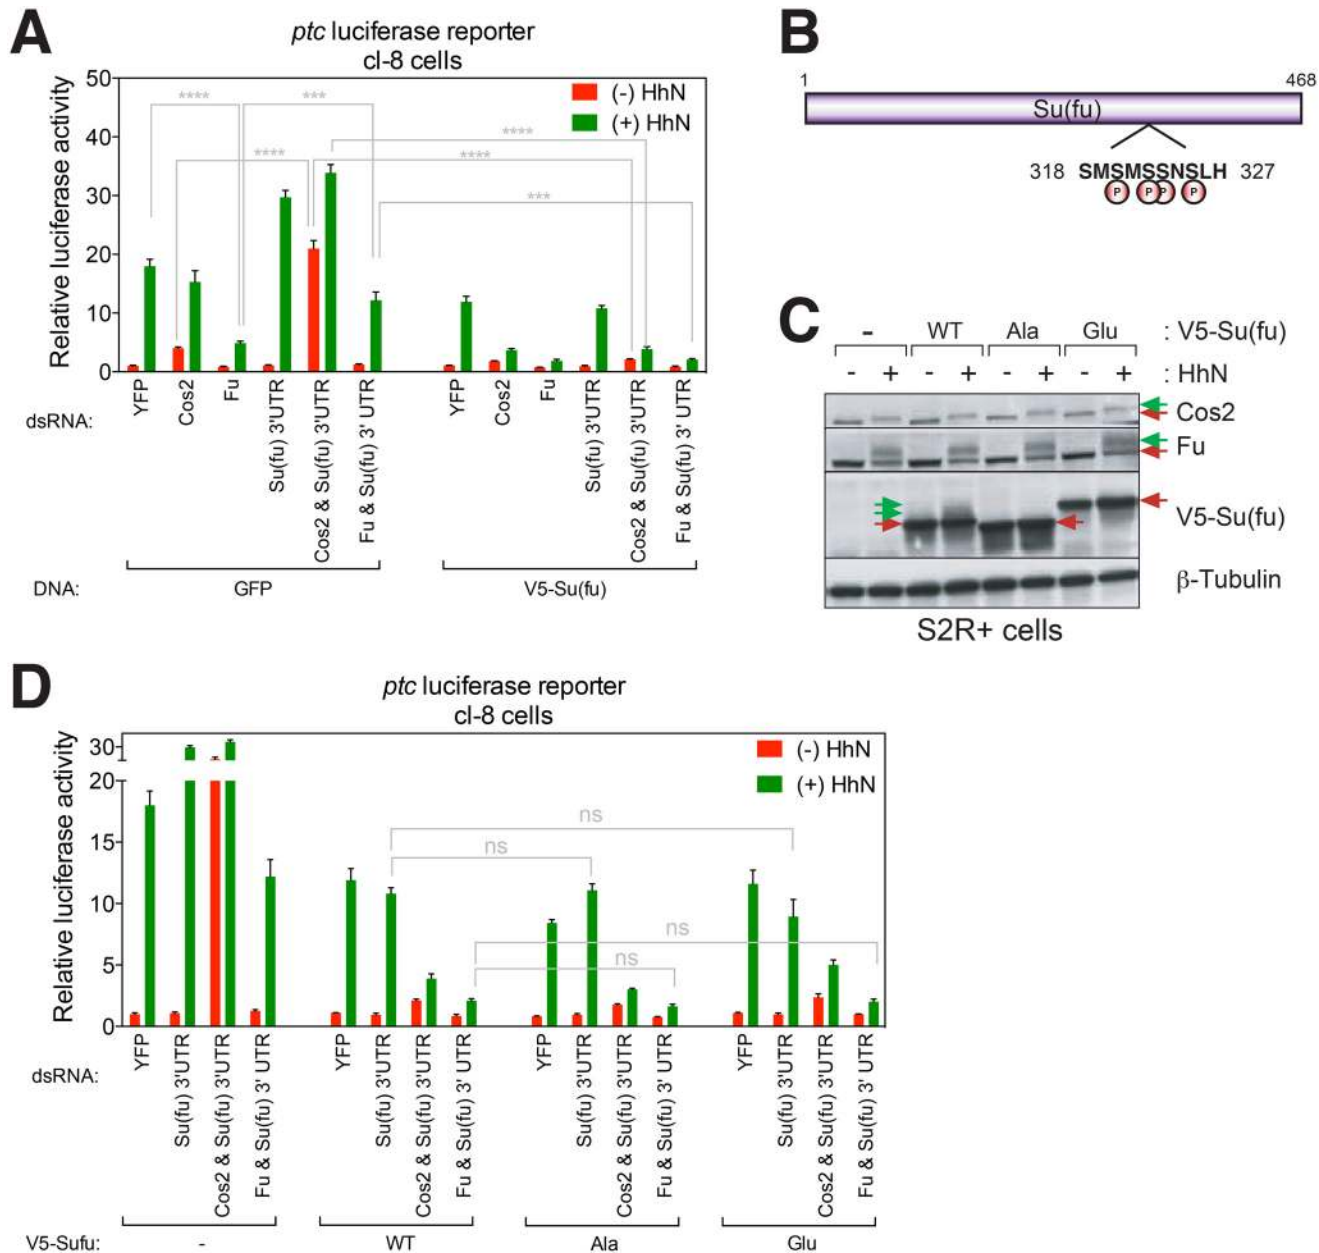 A
ptc luciferase reporter
cl-8 cells
Relative luciferase activity
50
40
30
20
10
0
(-) HhN
(+) HhN
****
***
****
****
****
***
dsRNA:
YFP
Cos2
Fu
Su(fu) 3'UTR
Cos2 & Su(fu) 3'UTR
Fu & Su(fu) 3' UTR
YFP
Cos2
Fu
Su(fu) 3'UTR
Cos2 & Su(fu) 3'UTR
Fu & Su(fu) 3' UTR
DNA:
GFP
V5-Su(fu)
B
1
468
Su(fu)
318 SMSMSSNSLH 327
P P P P
C
- WT Ala Glu : V5-Su(fu)
- + - + - + - + : HhN
Cos2
Fu
V5-Su(fu)
β-Tubulin
S2R+ cells
D
ptc luciferase reporter
cl-8 cells
Relative luciferase activity
30
20
15
10
5
0
(-) HhN
(+) HhN
ns
ns
ns
ns
dsRNA:
YFP
Su(fu) 3'UTR
Cos2 & Su(fu) 3'UTR
Fu & Su(fu) 3' UTR
YFP
Su(fu) 3'UTR
Cos2 & Su(fu) 3'UTR
Fu & Su(fu) 3' UTR
YFP
Su(fu) 3'UTR
Cos2 & Su(fu) 3'UTR
Fu & Su(fu) 3' UTR
YFP
Su(fu) 3'UTR
Cos2 & Su(fu) 3'UTR
Fu & Su(fu) 3' UTR
V5-Sufu:
-
WT
Ala
Glu